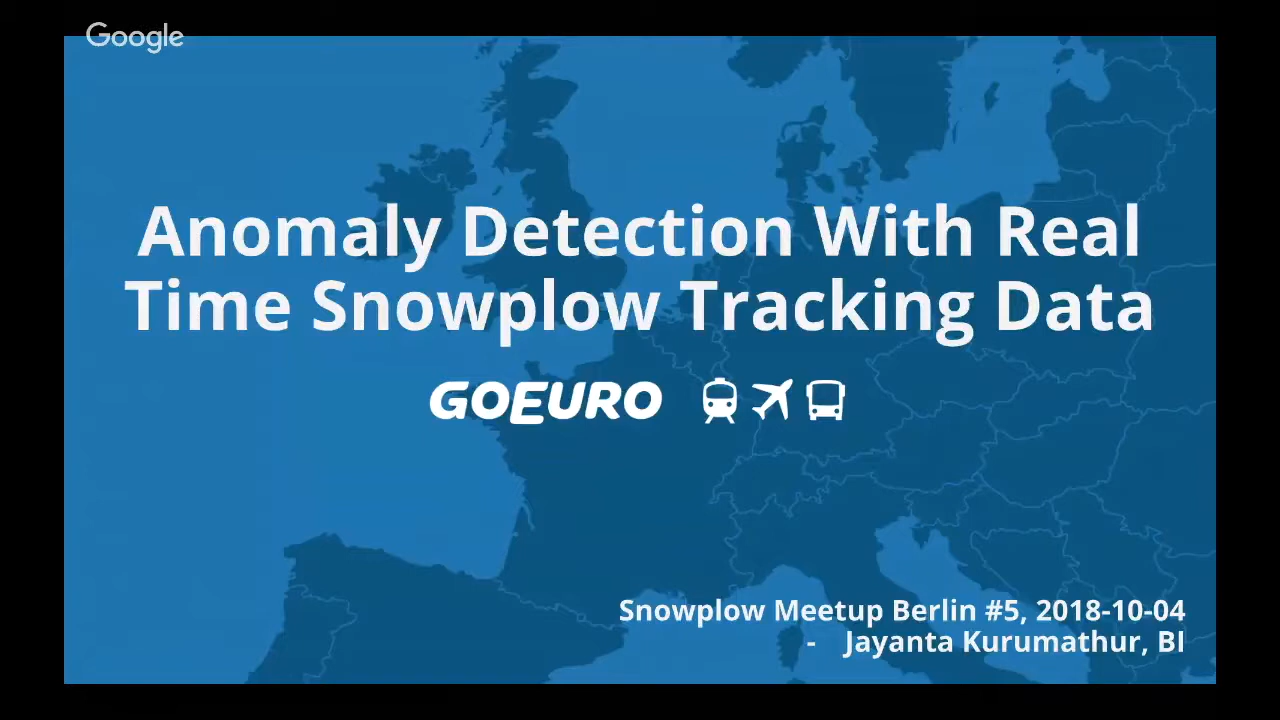 Google
Anomaly Detection With Real
Time Snowplow Tracking Data
GOEURO
Snowplow Meetup Berlin #5, 2018-10-04
- Jayanta Kurumathur, BI